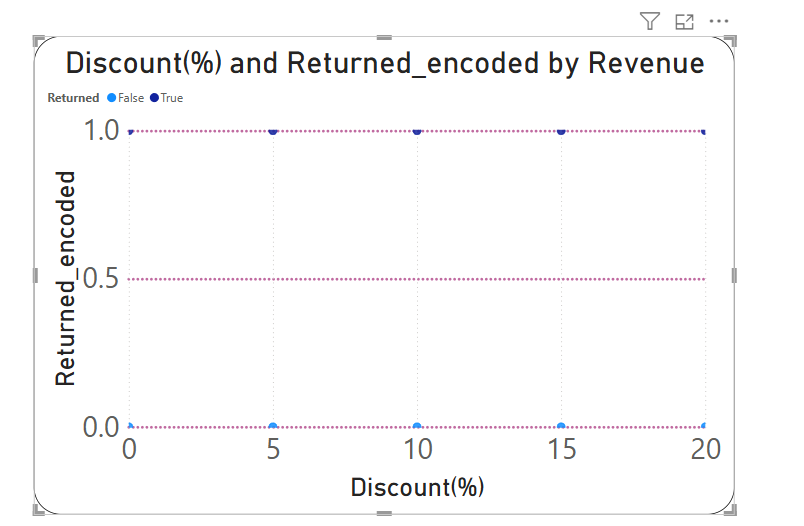 Discount(%) and Returned_encoded by Revenue
Returned False True
1.0
0.5
0.0
Returned_encoded
0 5 10 15 20
Discount(%)